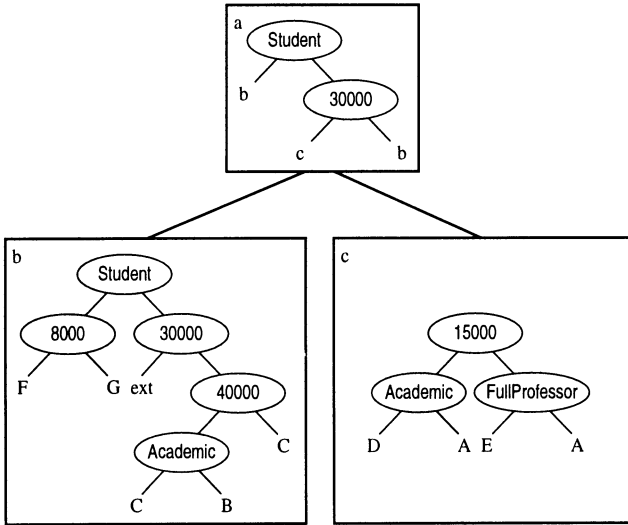 a
Student
b
30000
c b
b
Student
8000 30000
F G ext
40000
Academic C
C B
c
15000
Academic FullProfessor
D A E A